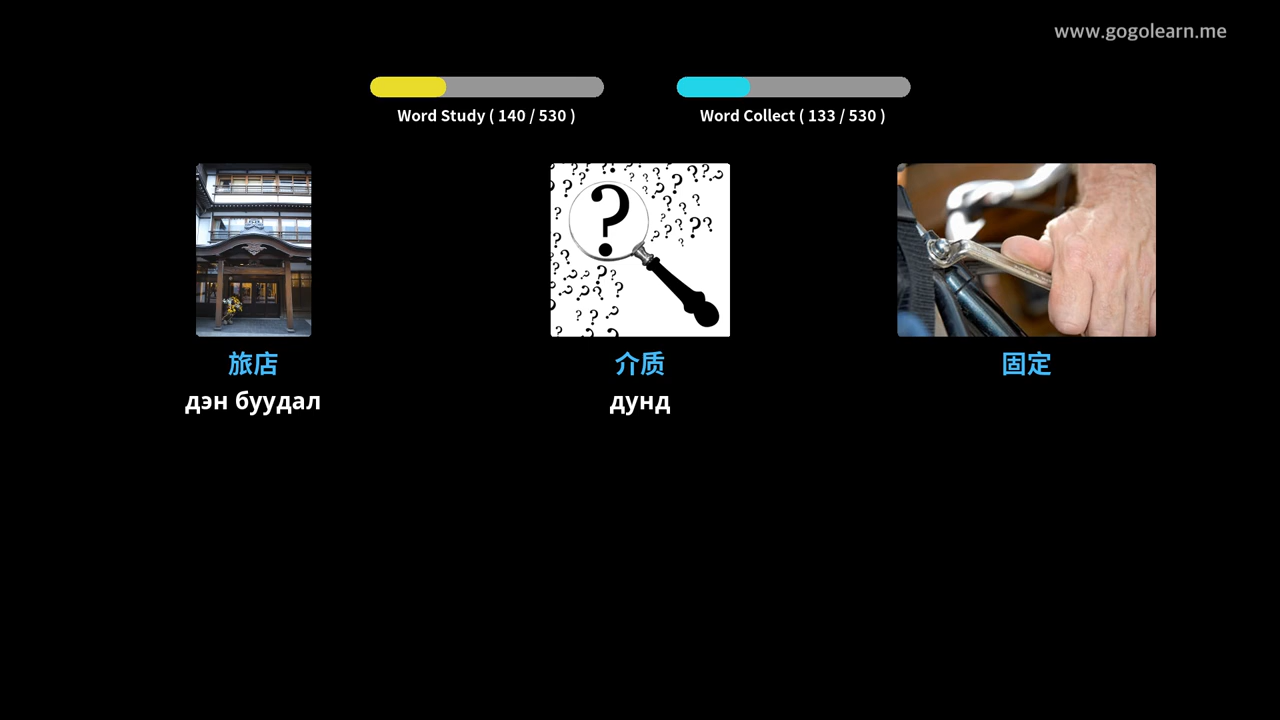 www.gogolearn.me
Word Study ( 140 / 530 )
Word Collect ( 133 / 530 )
旅店
дэн буудал
介质
дунд
固定